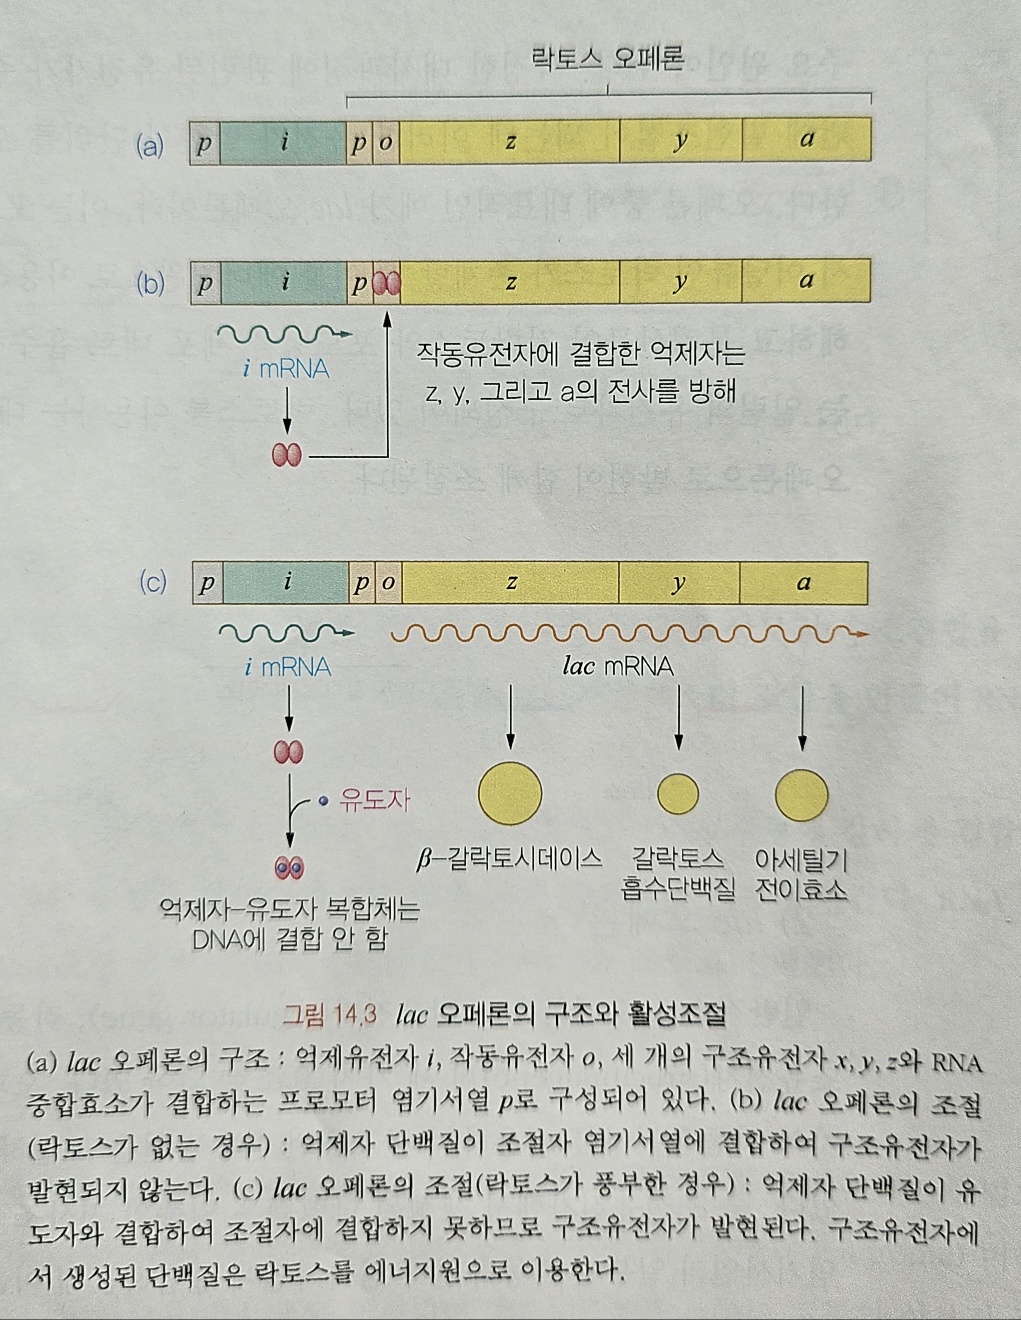 락토스 오페론
(a) p i p o z y a
(b) p i p z y a
i mRNA
작동유전자에 결합한 억제자는
z, y, 그리고 a의 전사를 방해
(c) p i p o z y a
i mRNA
lac mRNA
유도자
β-갈락토시데이스
갈락토스
흡수단백질
아세틸기
전이효소
억제자-유도자 복합체는
DNA에 결합 안 함
그림 14.3 lac 오페론의 구조와 활성조절
(a) lac 오페론의 구조 : 억제유전자 i, 작동유전자 o, 세 개의 구조유전자 x, y, z와 RNA
중합효소가 결합하는 프로모터 염기서열 p로 구성되어 있다. (b) lac 오페론의 조절
(락토스가 없는 경우) : 억제자 단백질이 조절자 염기서열에 결합하여 구조유전자가
발현되지 않는다. (c) lac 오페론의 조절(락토스가 풍부한 경우) : 억제자 단백질이 유
도자와 결합하여 조절자에 결합하지 못하므로 구조유전자가 발현된다. 구조유전자에
서 생성된 단백질은 락토스를 에너지원으로 이용한다.